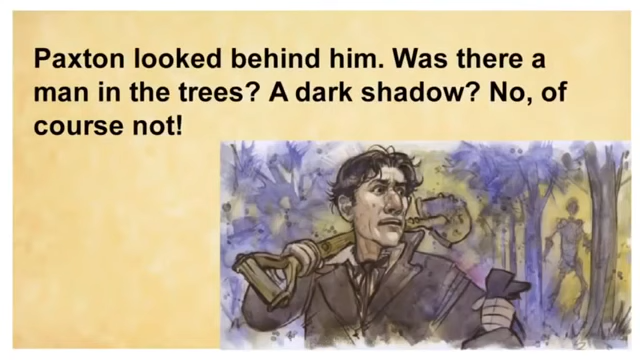 Paxton looked behind him. Was there a
man in the trees? A dark shadow? No, of
course not!